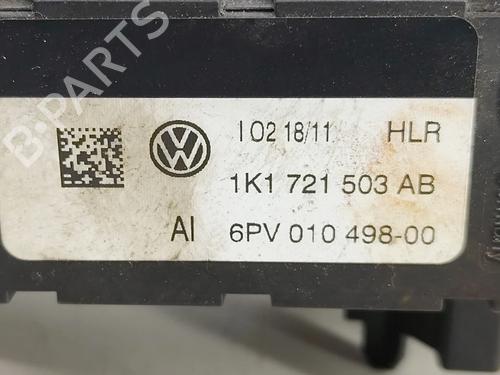 B-PARTS
I 02 18/11 HLR
1K1 721 503 AB
AI 6PV 010 498-00